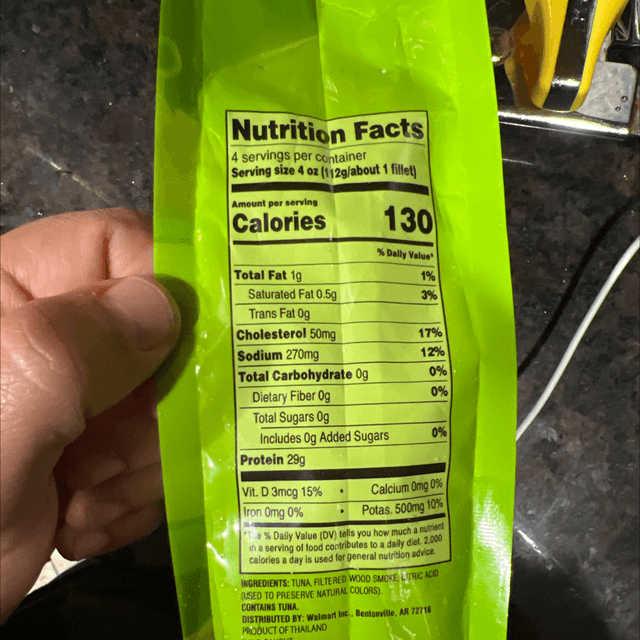 Nutrition Facts
4 servings per container
Serving size 4 oz (112g/about 1 fillet)
Amount per serving
Calories 130
% Daily Value*
Total Fat 1g 1%
Saturated Fat 0.5g 3%
Trans Fat 0g
Cholesterol 50mg 17%
Sodium 270mg 12%
Total Carbohydrate 0g 0%
Dietary Fiber 0g 0%
Total Sugars 0g
Includes 0g Added Sugars 0%
Protein 29g
Vit. D 3mcg 15% • Calcium 0mg 0%
Iron 0mg 0% • Potas. 500mg 10%
*The % Daily Value (DV) tells you how much a nutrient
in a serving of food contributes to a daily diet. 2,000
calories a day is used for general nutrition advice.
INGREDIENTS: TUNA, FILTERED WOOD SMOKE, CITRIC ACID
(USED TO PRESERVE NATURAL COLORS).
CONTAINS TUNA.
DISTRIBUTED BY: Walmart Inc., Bentonville, AR 72716
PRODUCT OF THAILAND